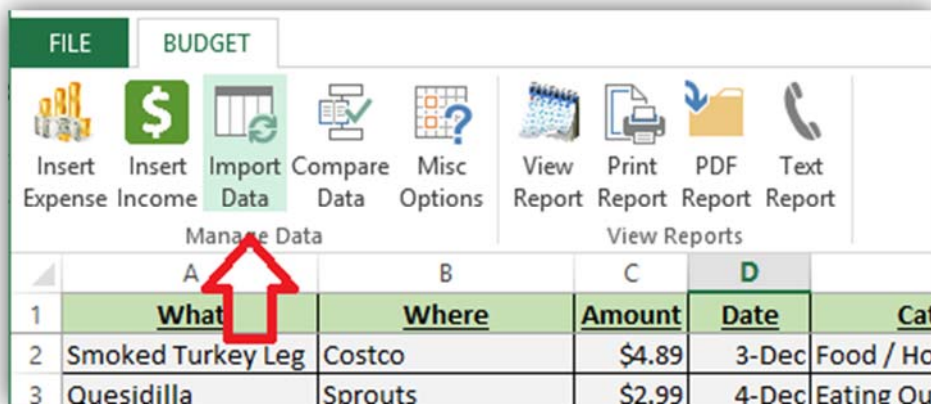 FILE BUDGET
Insert Insert Import Compare Misc View Print PDF Text
Expense Income Data Data Options Report Report Report Report
Manage Data View Reports
A B C D
1 What Where Amount Date
2 Smoked Turkey Leg Costco $4.89 3-Dec Food /
3 Quesidilla Sprouts $2.99 4-Dec Eating